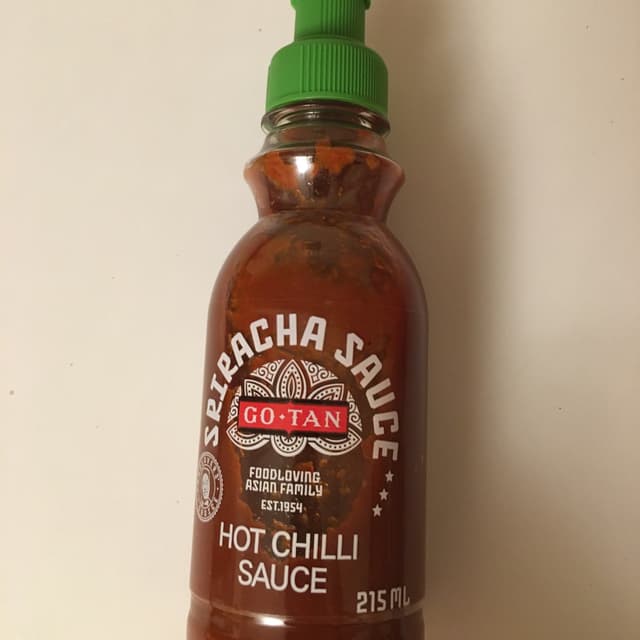 SRIRACHA SAUCE
GO-TAN
FOODLOVING
ASIAN FAMILY
EST.1954
HOT CHILLI
SAUCE
215 ML